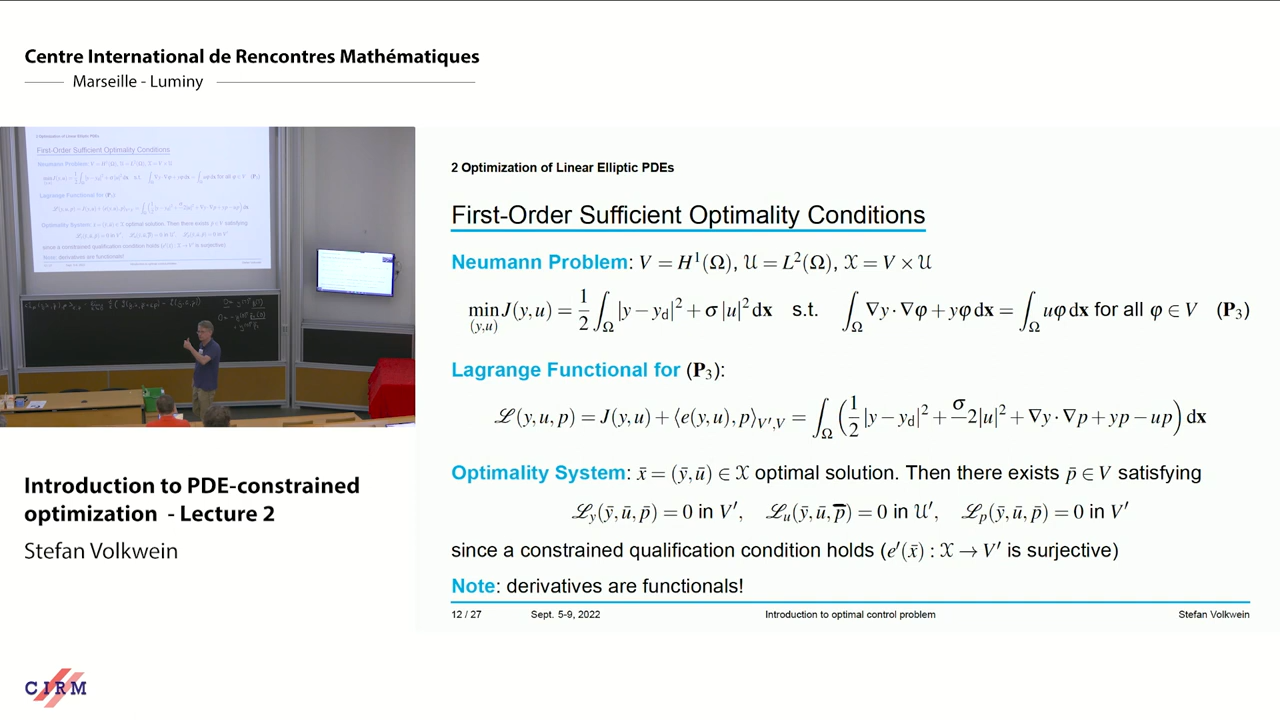 Centre International de Rencontres Mathématiques
Marseille - Luminy
2 Optimization of Linear Elliptic PDEs
First-Order Sufficient Optimality Conditions
Neumann Problem: V = H¹(Ω), 𝒰 = L²(Ω), 𝒳 = V × 𝒰
min_{(y,u)} J(y,u) = 1/2 ∫_Ω |y − y_d|² + σ|u|² dx s.t. ∫_Ω ∇y·∇φ + yφ dx = ∫_Ω uφ dx for all φ ∈ V (P₃)
Lagrange Functional for (P₃):
ℒ(y,u,p) = J(y,u) + ⟨e(y,u), p⟩_{V′,V} = ∫_Ω (1/2 |y − y_d|² + σ/2|u|² + ∇y·∇p + yp − up) dx
Optimality System: x̄ = (ȳ,ū) ∈ 𝒳 optimal solution. Then there exists p̄ ∈ V satisfying
ℒ_y(ȳ,ū,p̄) = 0 in V′, ℒ_u(ȳ,ū,p̄) = 0 in 𝒰′, ℒ_p(ȳ,ū,p̄) = 0 in V′
since a constrained qualification condition holds (e′(x̄) : 𝒳 → V′ is surjective)
Note: derivatives are functionals!
12 / 27 Sept. 5-9, 2022 Introduction to optimal control problem Stefan Volkwein
Introduction to PDE-constrained
optimization - Lecture 2
Stefan Volkwein
CIRM